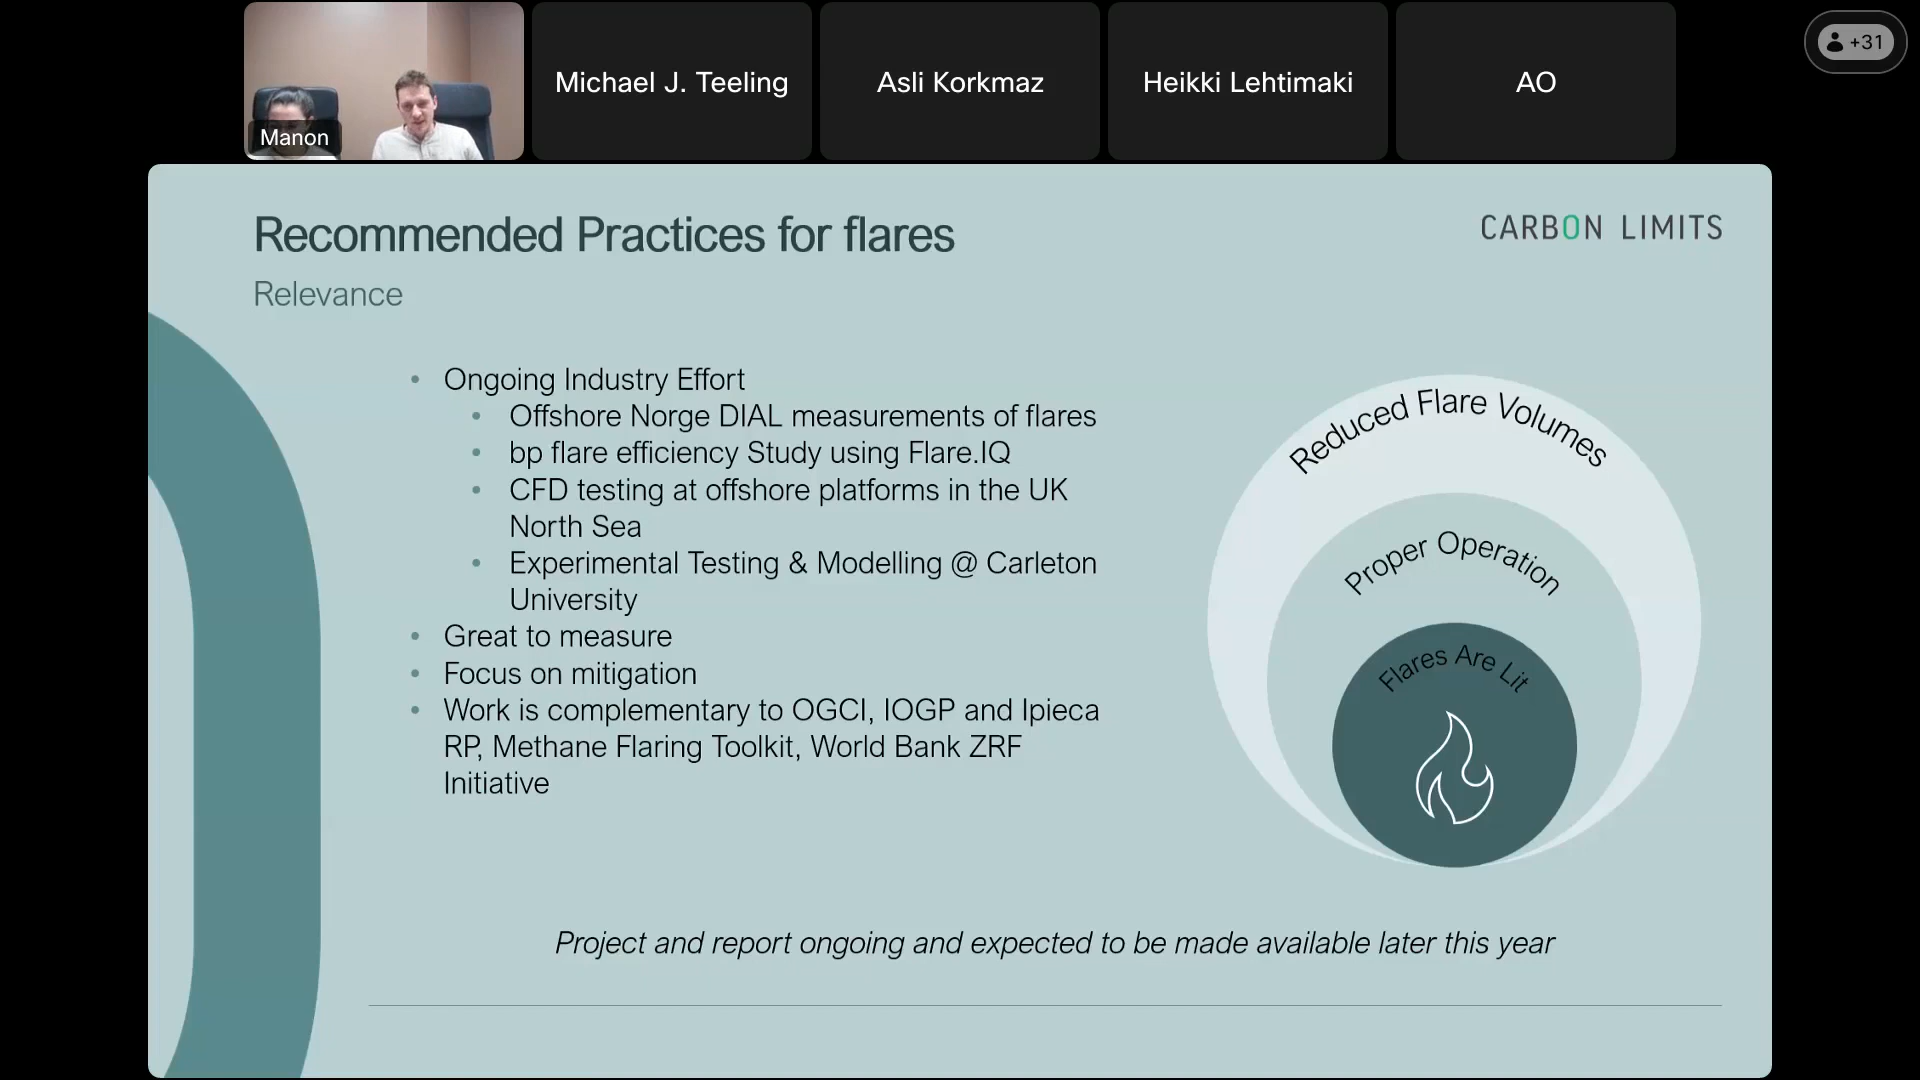 Manon
Michael J. Teeling
Asli Korkmaz
Heikki Lehtimaki
AO
+31
Recommended Practices for flares
CARBON LIMITS
Relevance
• Ongoing Industry Effort
• Offshore Norge DIAL measurements of flares
• bp flare efficiency Study using Flare.IQ
• CFD testing at offshore platforms in the UK
North Sea
• Experimental Testing & Modelling @ Carleton
University
• Great to measure
• Focus on mitigation
• Work is complementary to OGCI, IOGP and Ipieca
RP, Methane Flaring Toolkit, World Bank ZRF
Initiative
Reduced Flare Volumes
Proper Operation
Flares Are Lit
Project and report ongoing and expected to be made available later this year